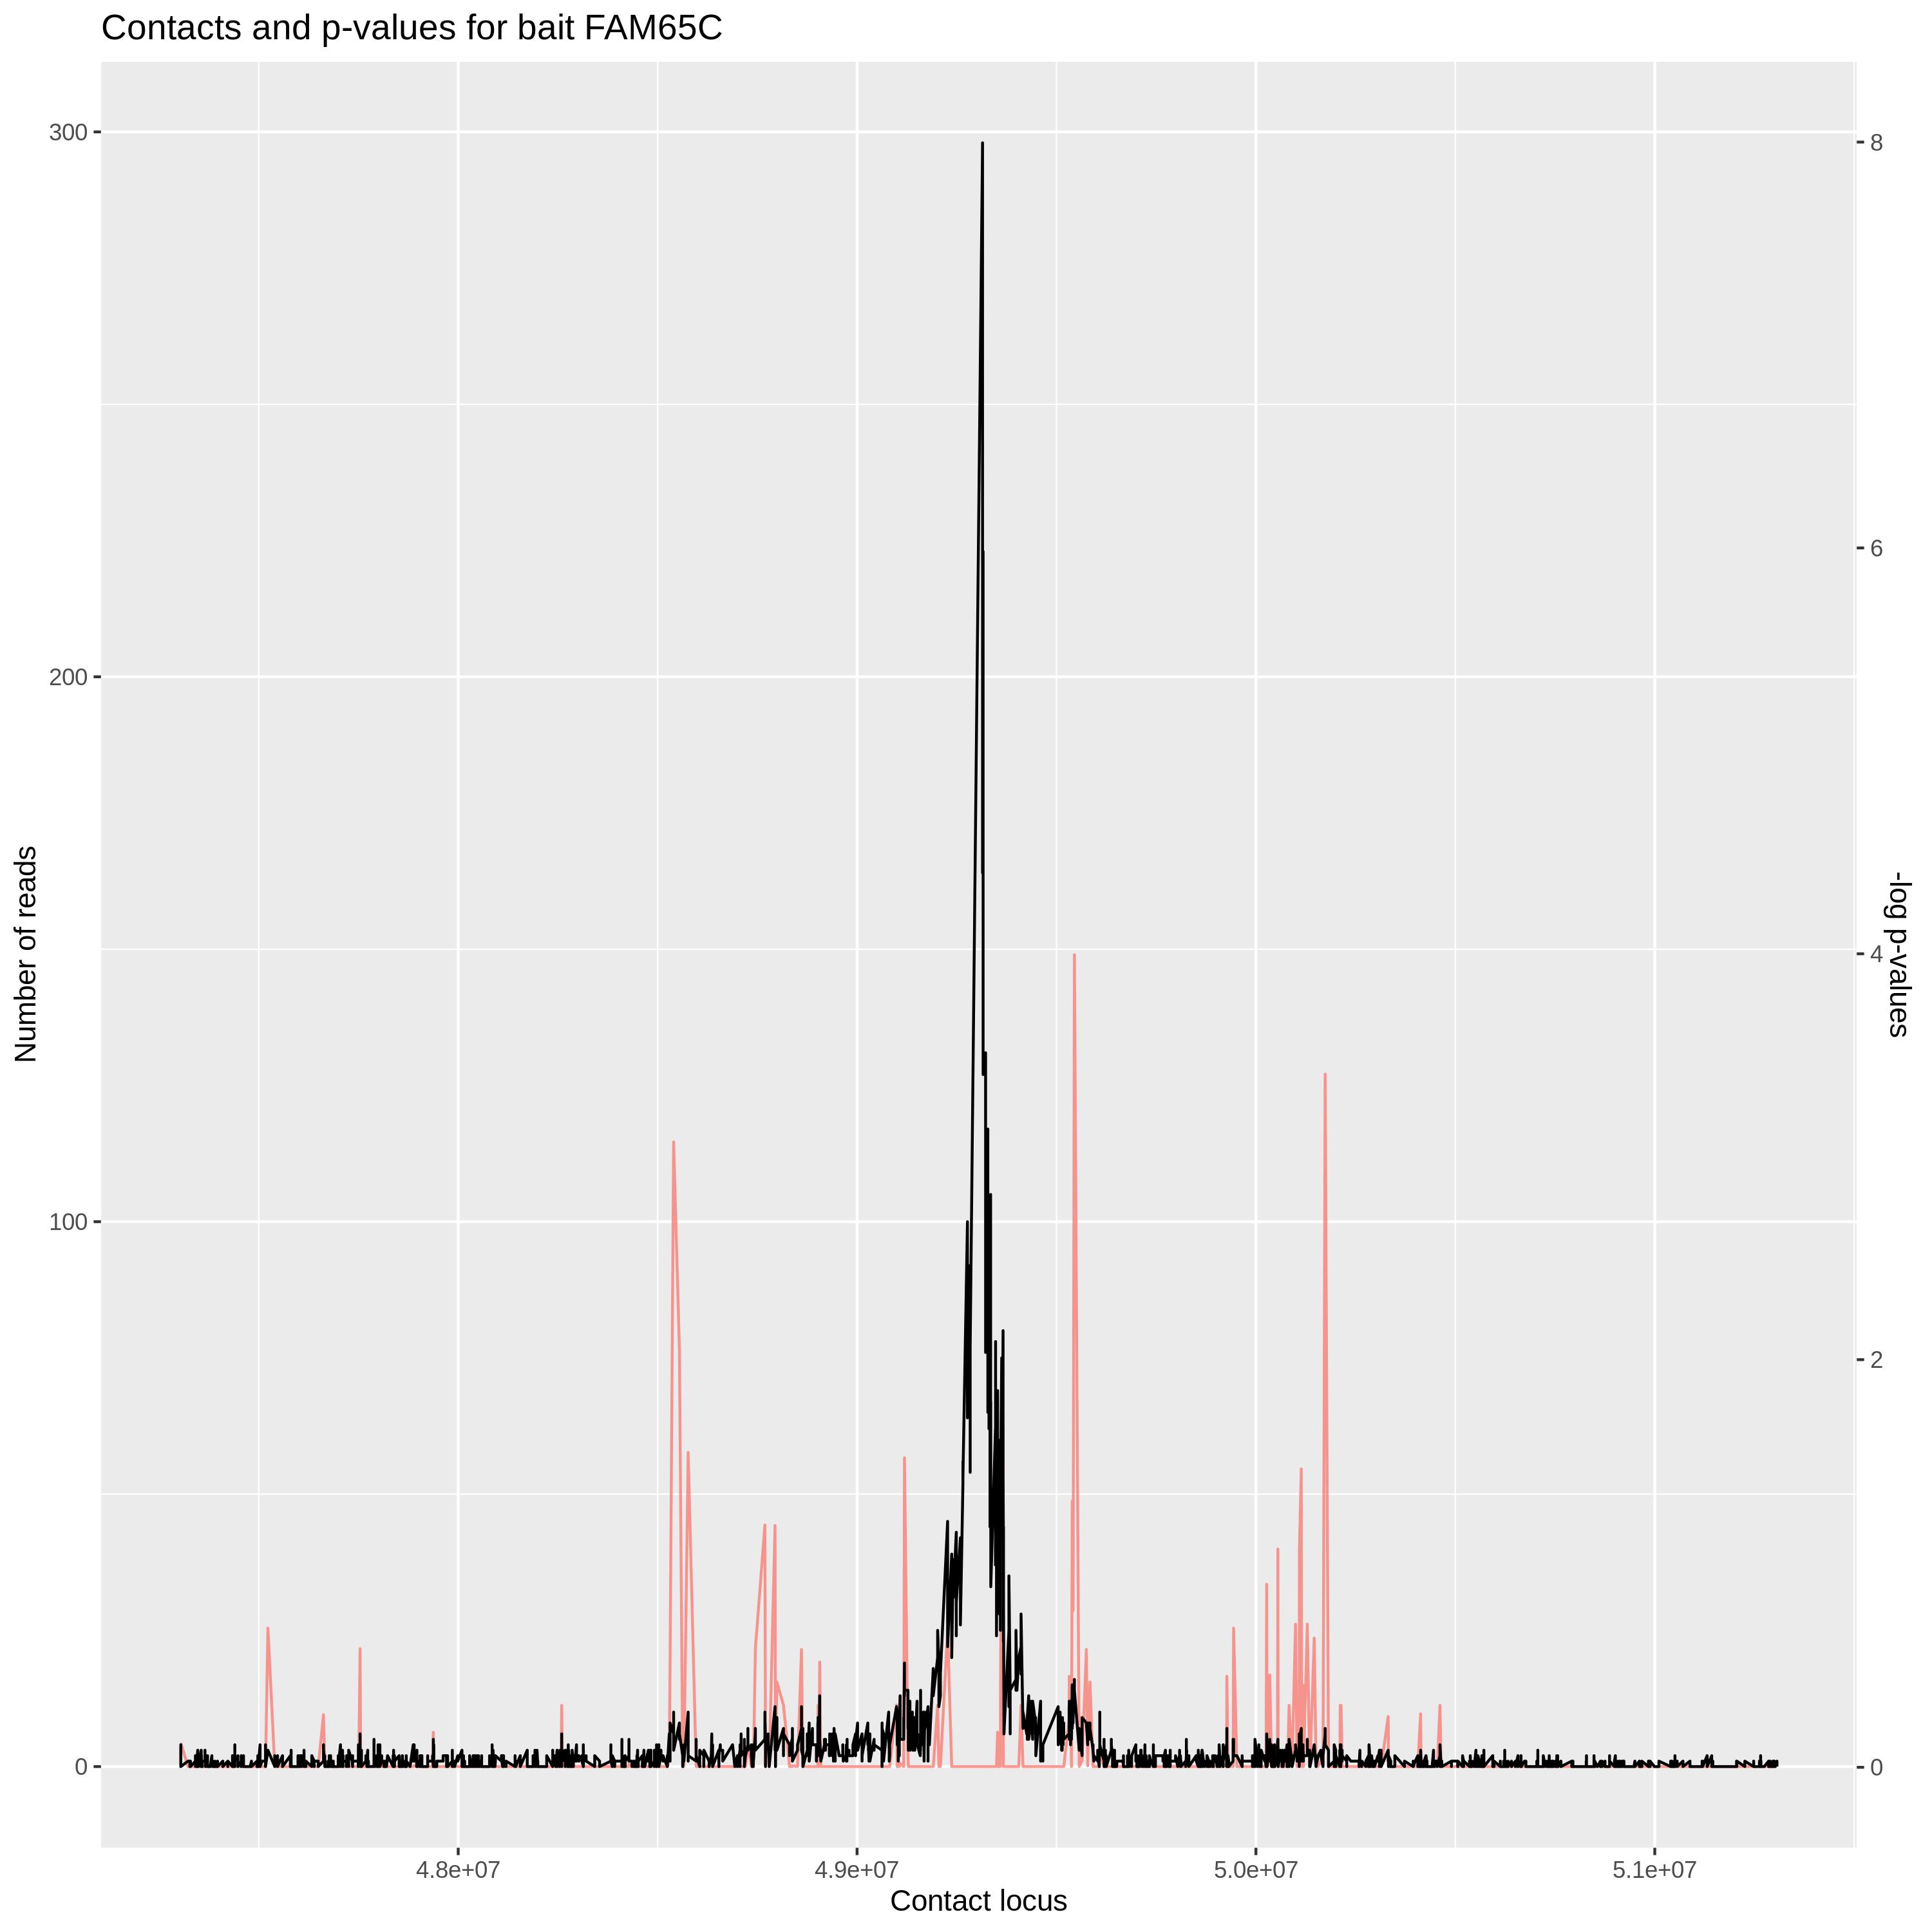 Contacts and p-values for bait FAM65C
300
200
100
0
Number of reads
8
6
4
2
0
-log p-values
4.8e+07
4.9e+07
5.0e+07
5.1e+07
Contact locus